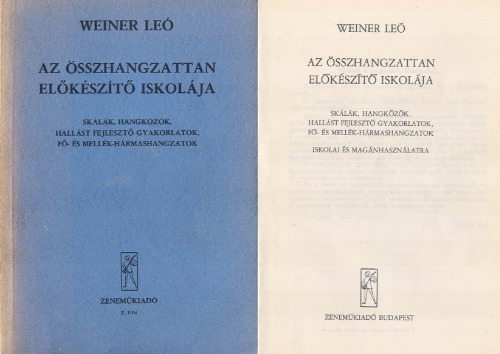 WEINER LEÓ
AZ ÖSSZHANGZATTAN
ELŐKÉSZÍTŐ ISKOLÁJA
SKÁLÁK, HANGKÖZÖK,
HALLÁST FEJLESZTŐ GYAKORLATOK,
FŐ- ÉS MELLÉK-HÁRMASHANGZATOK
ZENEMŰKIADÓ
WEINER LEÓ
AZ ÖSSZHANGZATTAN
ELŐKÉSZÍTŐ ISKOLÁJA
SKÁLÁK, HANGKÖZÖK,
HALLÁST FEJLESZTŐ GYAKORLATOK,
FŐ- ÉS MELLÉK-HÁRMASHANGZATOK
ISKOLAI ÉS MAGÁNHASZNÁLATRA
ZENEMŰKIADÓ BUDAPEST